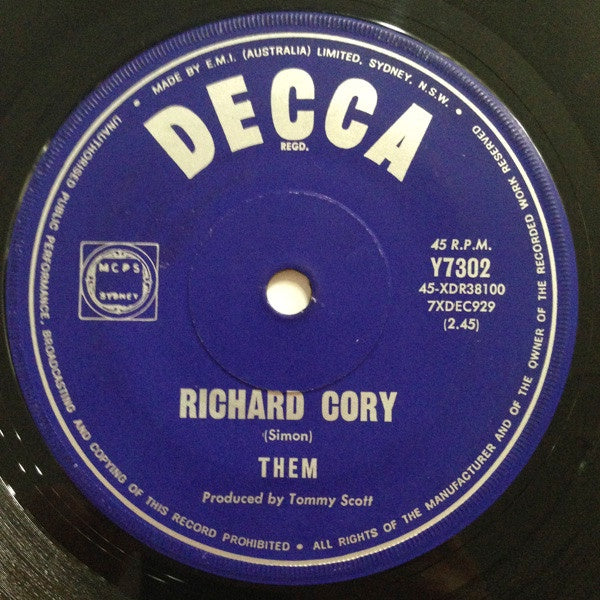 • MADE BY E.M.I. (AUSTRALIA) LIMITED. SYDNEY. N.S.W. •
DECCA
REGD.
45 R.P.M.
Y7302
45-XDR38100
7XDEC929
(2.45)
MCPS
SYDNEY
RICHARD CORY
(Simon)
THEM
Produced by Tommy Scott
UNAUTHORISED PUBLIC PERFORMANCE, BROADCASTING AND COPYING OF THIS RECORD PROHIBITED • ALL RIGHTS OF THE MANUFACTURER AND OF THE OWNER OF THE RECORDED WORK RESERVED